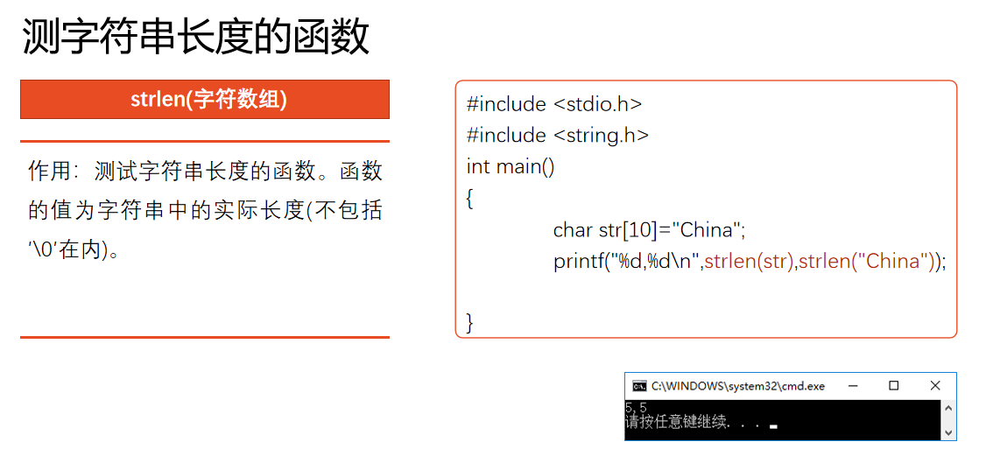 测字符串长度的函数
strlen(字符数组)
作用：测试字符串长度的函数。函数
的值为字符串中的实际长度(不包括
'\0'在内)。
#include <stdio.h>
#include <string.h>
int main()
{
char str[10]="China";
printf("%d,%d\n",strlen(str),strlen("China"));
}
C:\WINDOWS\system32\cmd.exe
5,5
请按任意键继续. . .